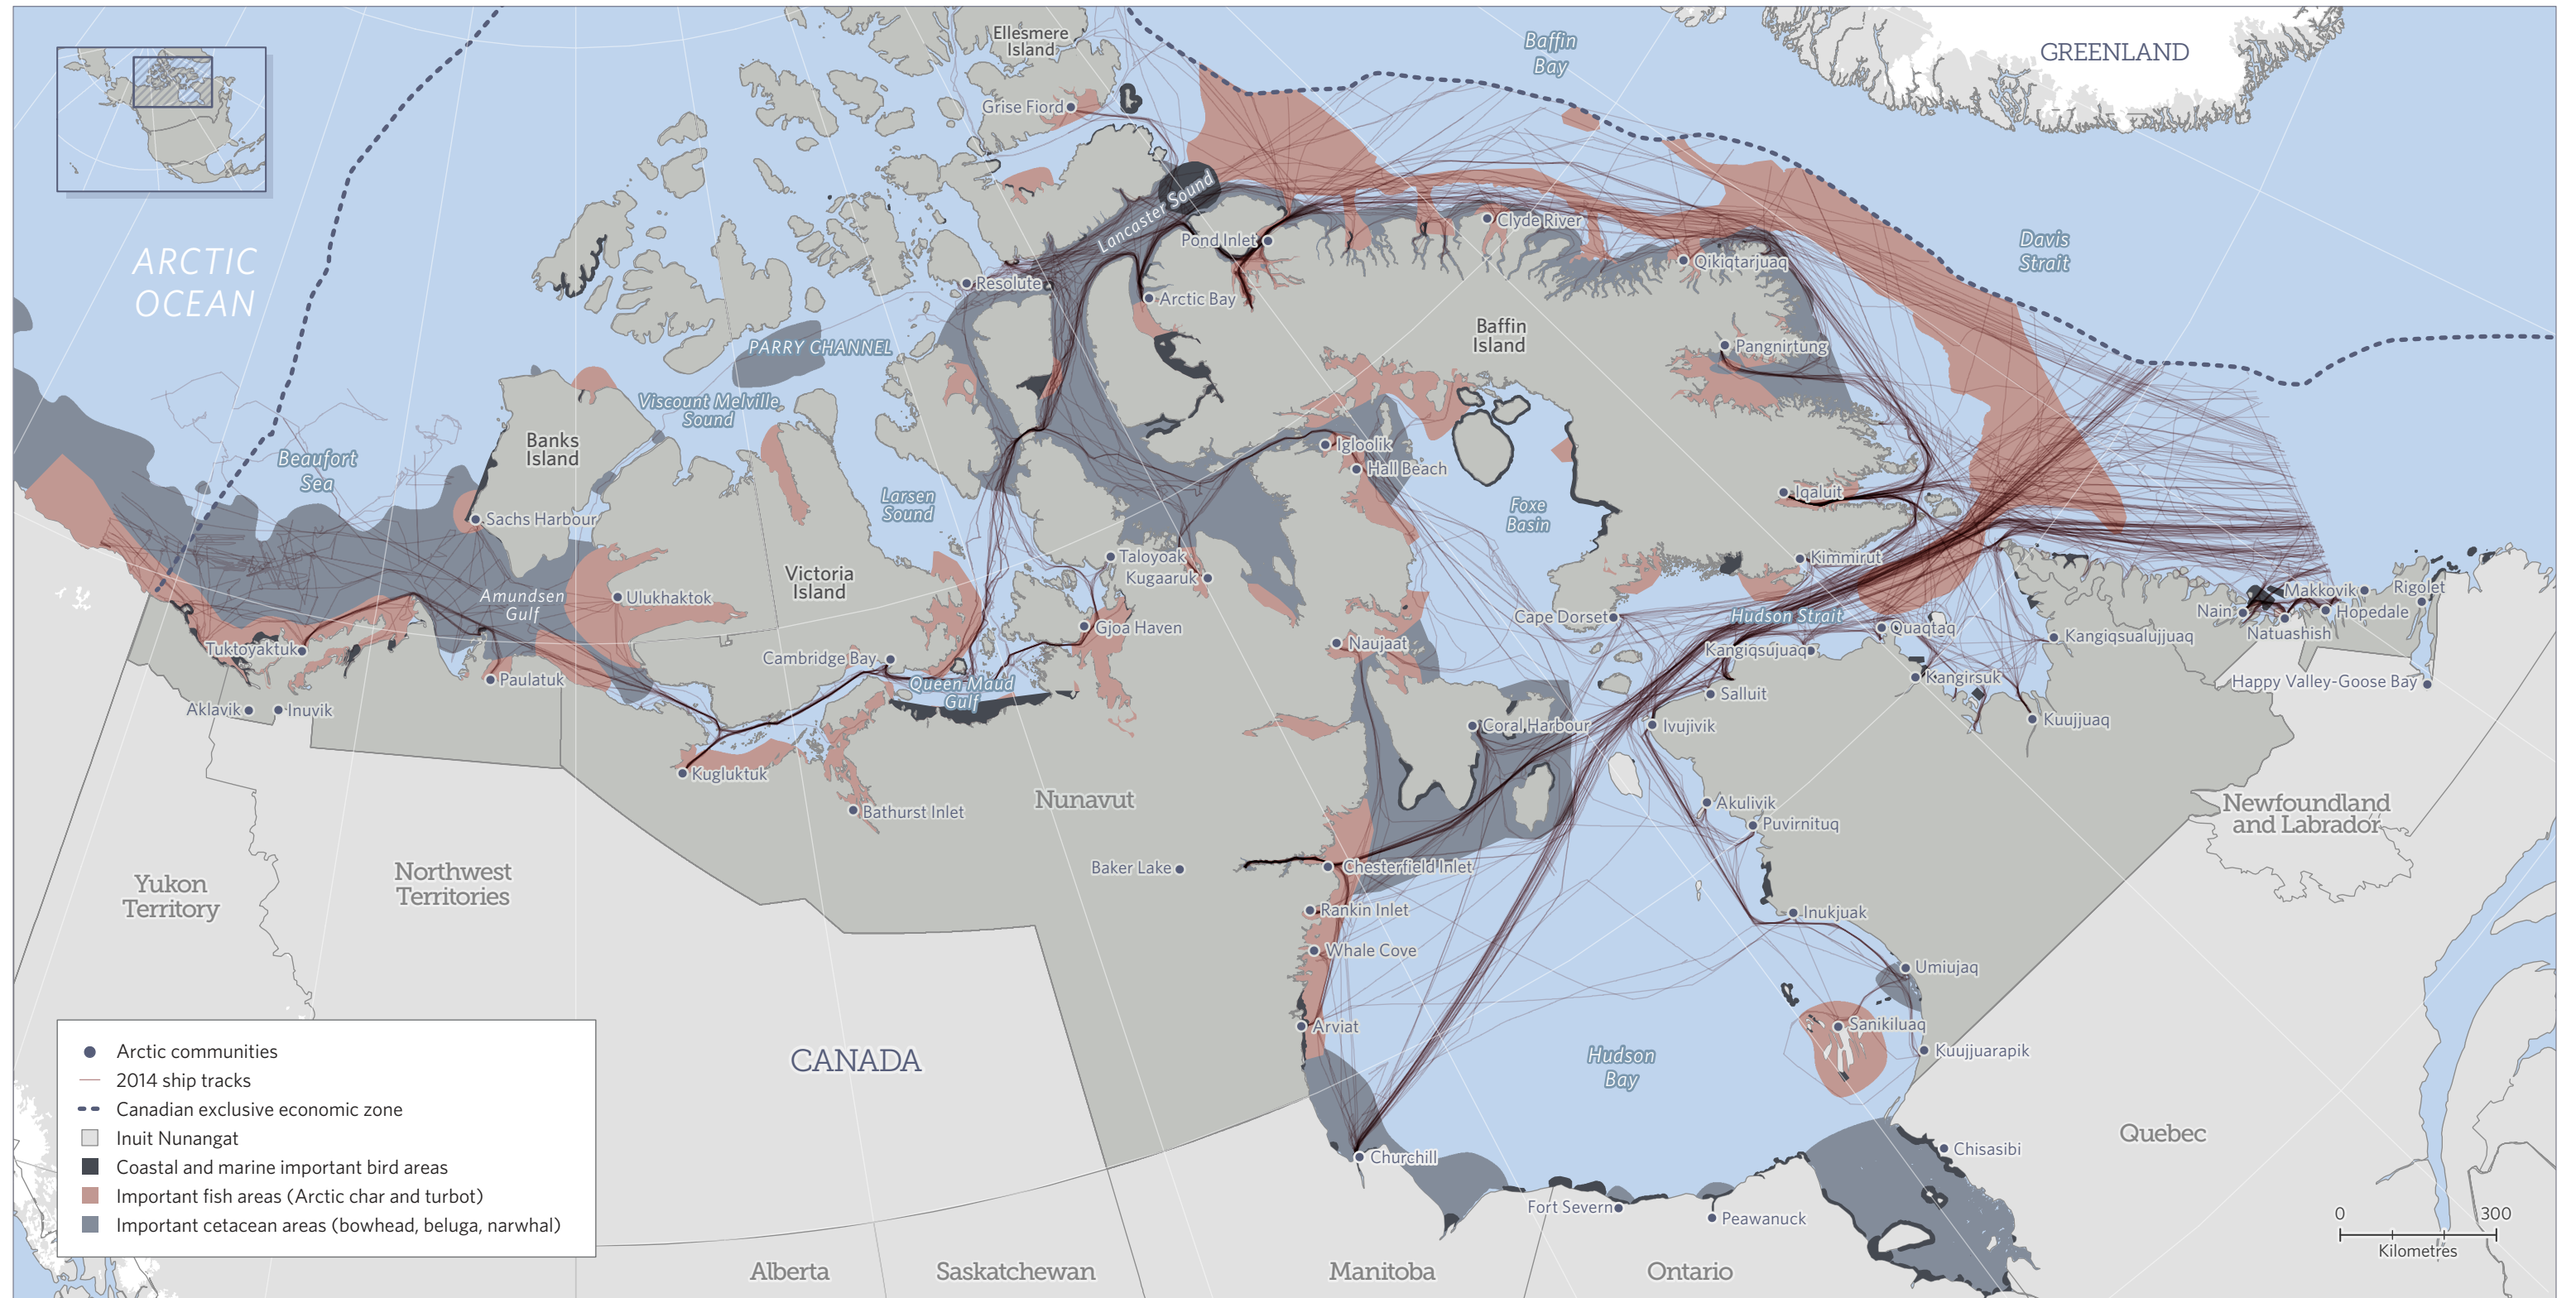 Ellesmere
Island
Baffin
Bay
GREENLAND
Grise Fiord
Lancaster Sound
Clyde River
Pond Inlet
Davis
Strait
ARCTIC
OCEAN
Qikiqtarjuaq
Resolute
Arctic Bay
Baffin
Island
PARRY CHANNEL
Pangnirtung
Viscount Melville
Sound
Banks
Island
Igloolik
Beaufort
Sea
Hall Beach
Larsen
Sound
Iqaluit
Foxe
Basin
Sachs Harbour
Taloyoak
Kimmirut
Kugaaruk
Victoria
Island
Amundsen
Gulf
Ulukhaktok
Makkovik
Rigolet
Nain
Hopedale
Cape Dorset
Hudson Strait
Gjoa Haven
Quaqtaq
Natuashish
Kangiqsualujjuaq
Naujaat
Tuktoyaktuk
Kangiqsujuaq
Cambridge Bay
Paulatuk
Kangirsuk
Happy Valley-Goose Bay
Queen Maud
Gulf
Salluit
Aklavik
Inuvik
Kuujjuaq
Coral Harbour
Ivujivik
Kugluktuk
Nunavut
Akulivik
Newfoundland
and Labrador
Bathurst Inlet
Puvirnituq
Baker Lake
Chesterfield Inlet
Yukon
Territory
Northwest
Territories
Rankin Inlet
Inukjuak
Whale Cove
Umiujaq
Arviat
Sanikiluaq
Kuujjuarapik
CANADA
Hudson
Bay
Quebec
Churchill
Chisasibi
Fort Severn
Peawanuck
Alberta
Saskatchewan
Manitoba
Ontario
Arctic communities
2014 ship tracks
Canadian exclusive economic zone
Inuit Nunangat
Coastal and marine important bird areas
Important fish areas (Arctic char and turbot)
Important cetacean areas (bowhead, beluga, narwhal)
0 300
Kilometres